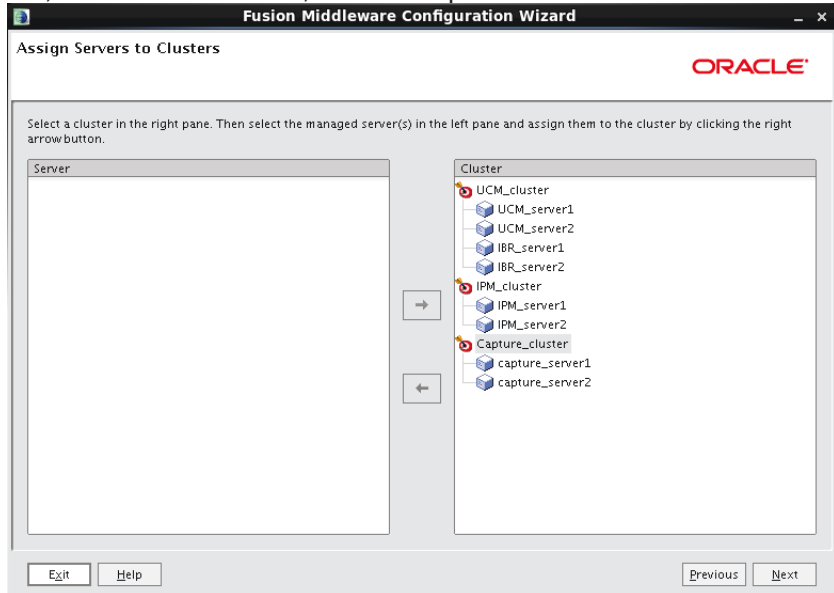 Fusion Middleware Configuration Wizard
Assign Servers to Clusters
ORACLE
Select a cluster in the right pane. Then select the managed server(s) in the left pane and assign them to the cluster by clicking the right
arrow button.
Server
Cluster
UCM_cluster
UCM_server1
UCM_server2
IBR_server1
IBR_server2
IPM_cluster
IPM_server1
IPM_server2
Capture_cluster
capture_server1
capture_server2
Exit Help Previous Next